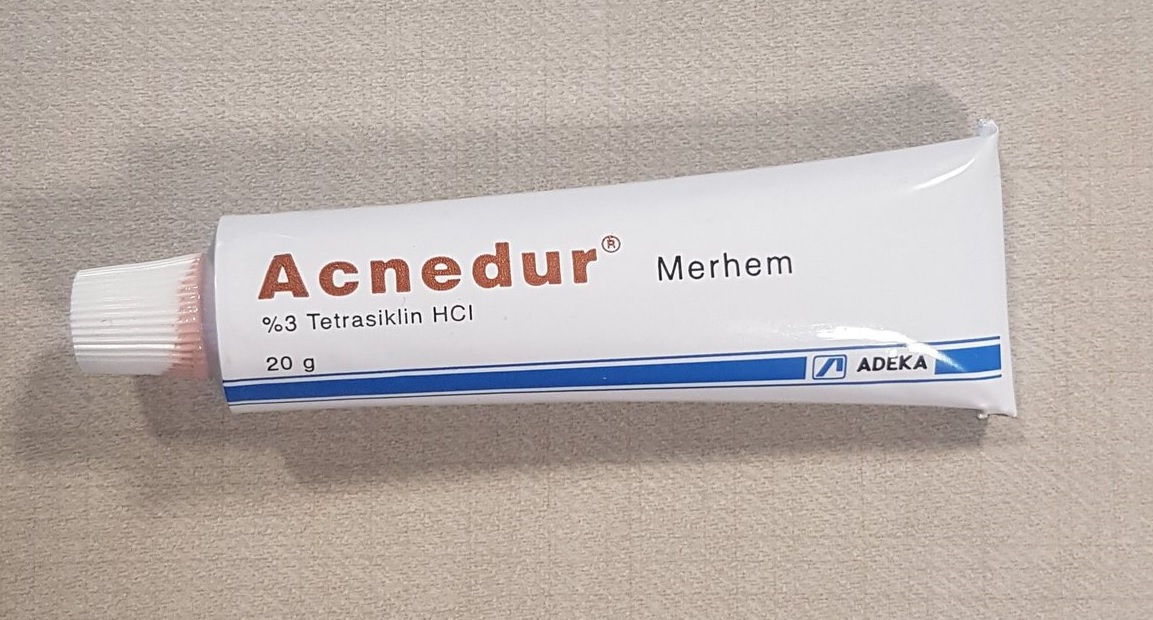 Acnedur® Merhem
%3 Tetrasiklin HCl
20 g
ADEKA